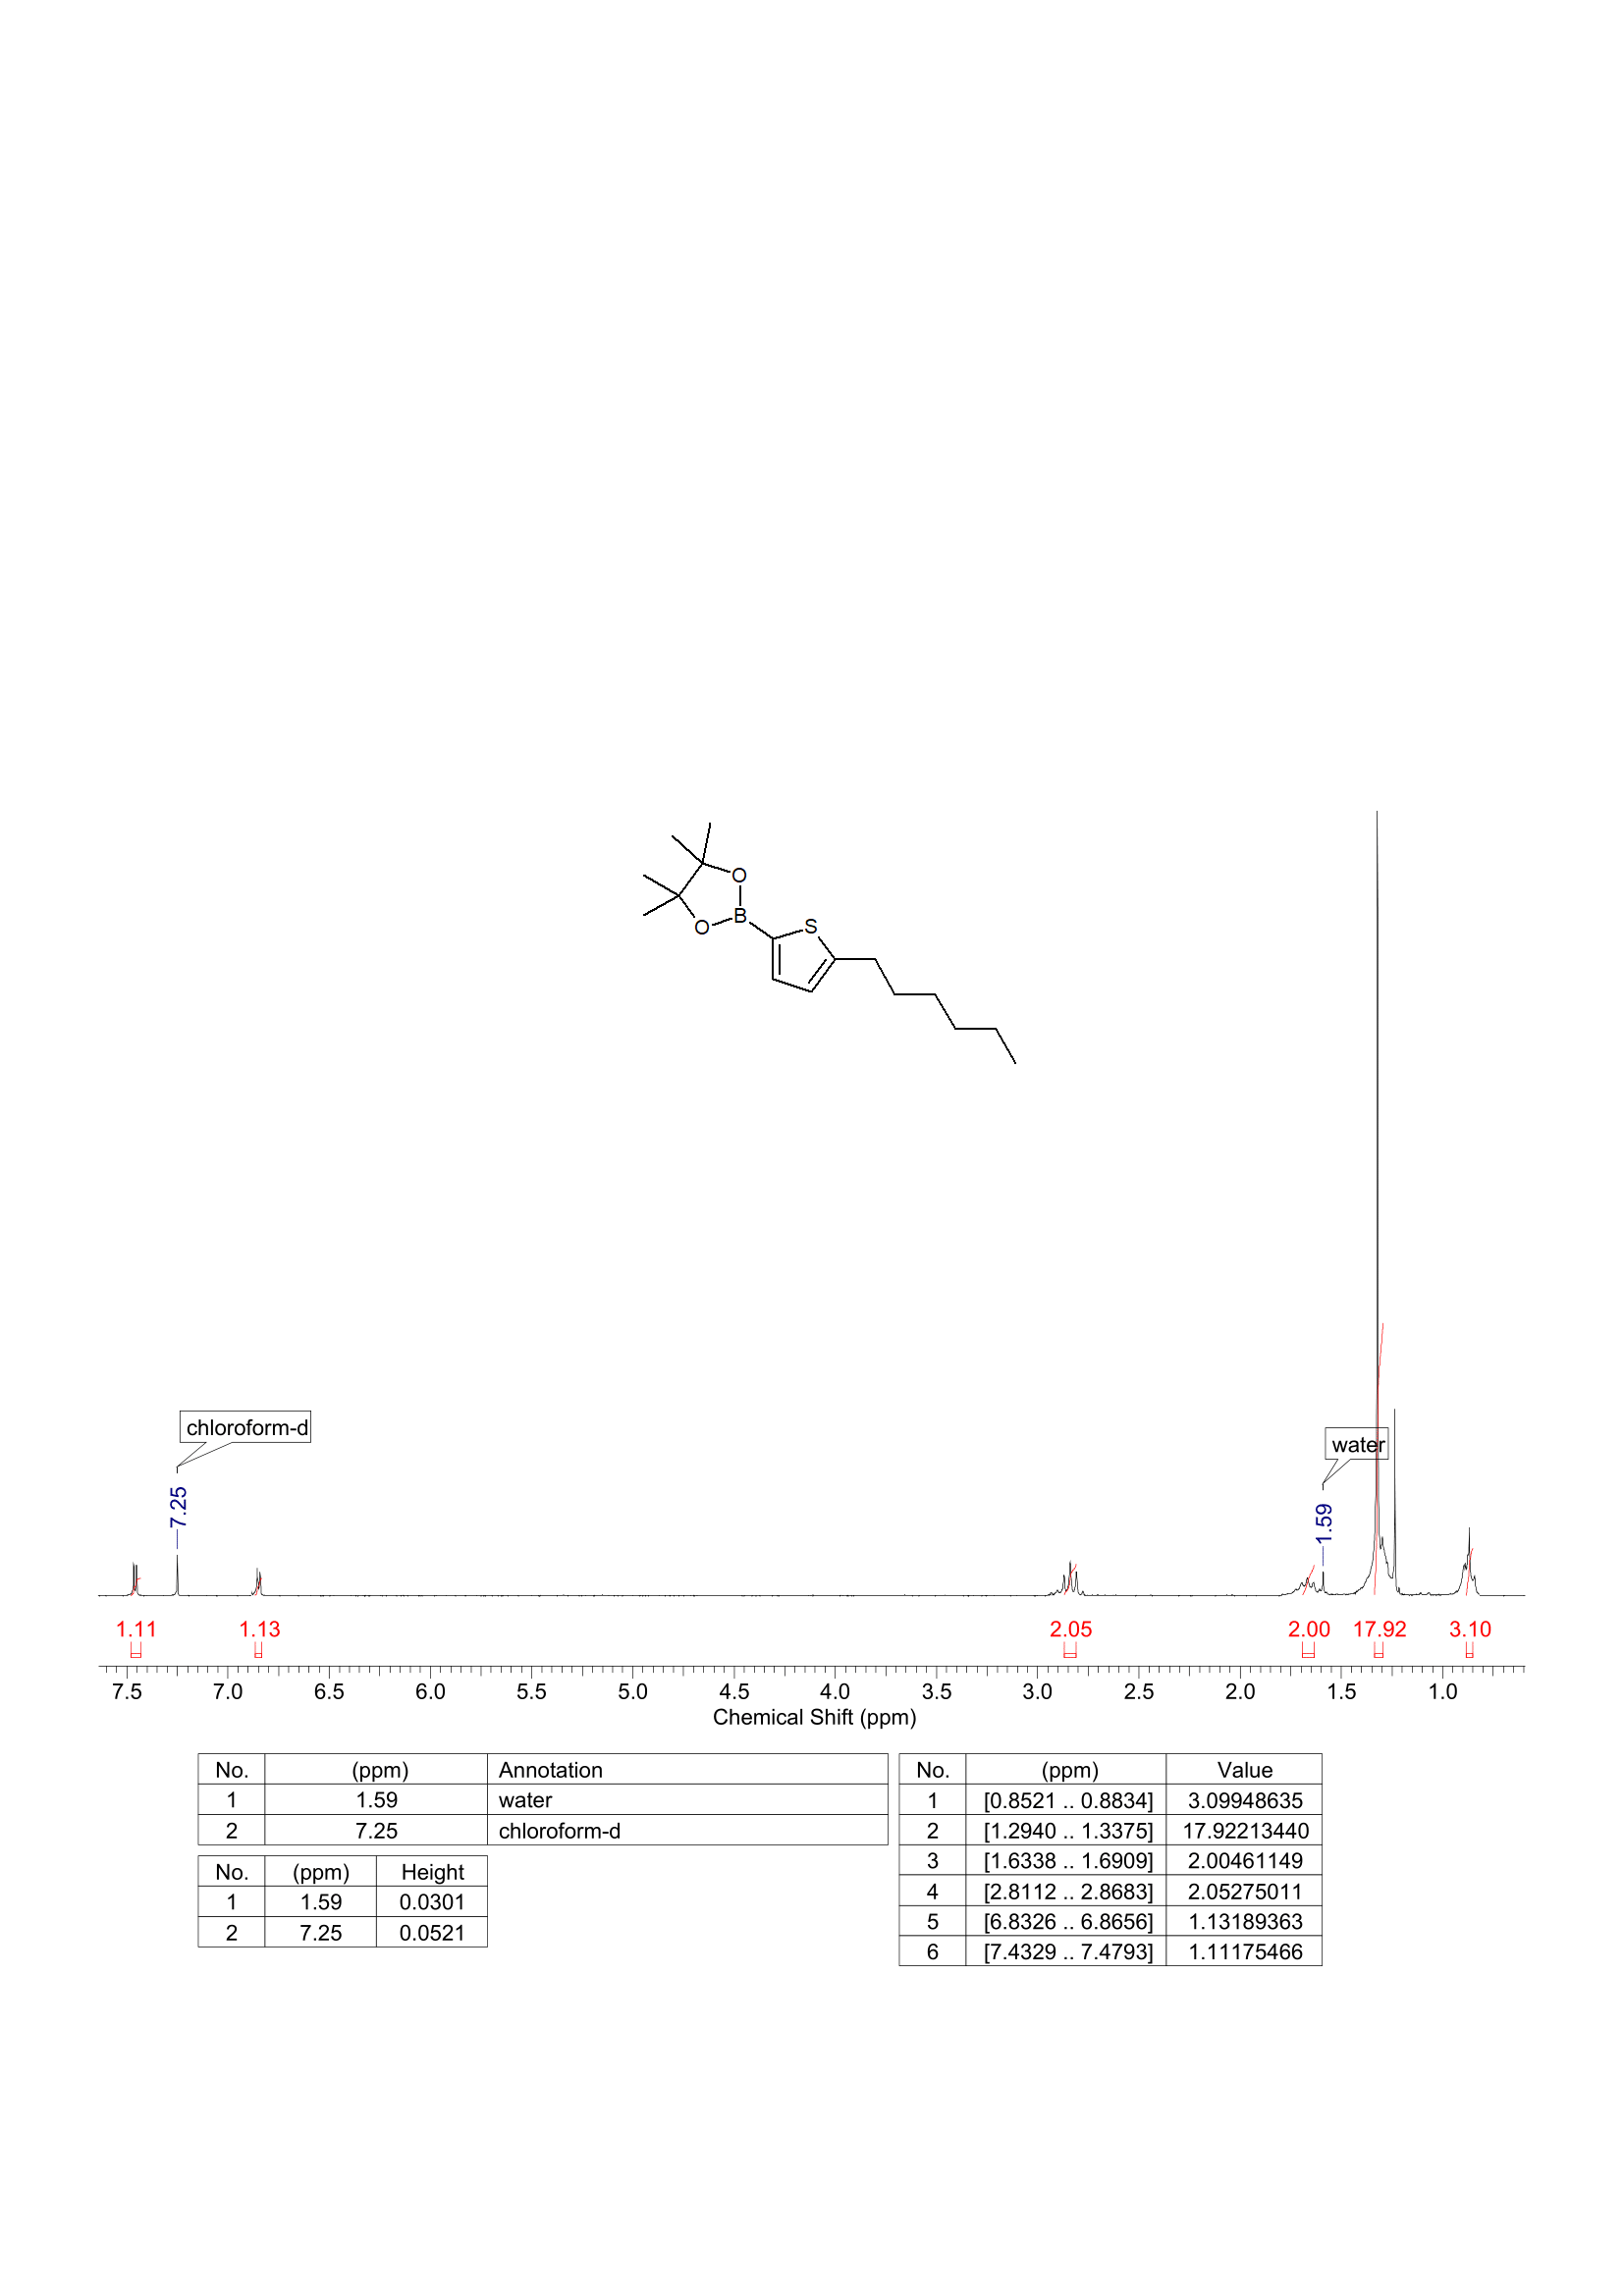 O
B
O
S
chloroform-d
water
7.25
1.59
1.11 1.13 2.05 2.00 17.92 3.10
7.5 7.0 6.5 6.0 5.5 5.0 4.5 4.0 3.5 3.0 2.5 2.0 1.5 1.0
Chemical Shift (ppm)
No. (ppm) Annotation
1 1.59 water
2 7.25 chloroform-d
No. (ppm) Height
1 1.59 0.0301
2 7.25 0.0521
No. (ppm) Value
1 [0.8521 .. 0.8834] 3.09948635
2 [1.2940 .. 1.3375] 17.92213440
3 [1.6338 .. 1.6909] 2.00461149
4 [2.8112 .. 2.8683] 2.05275011
5 [6.8326 .. 6.8656] 1.13189363
6 [7.4329 .. 7.4793] 1.11175466